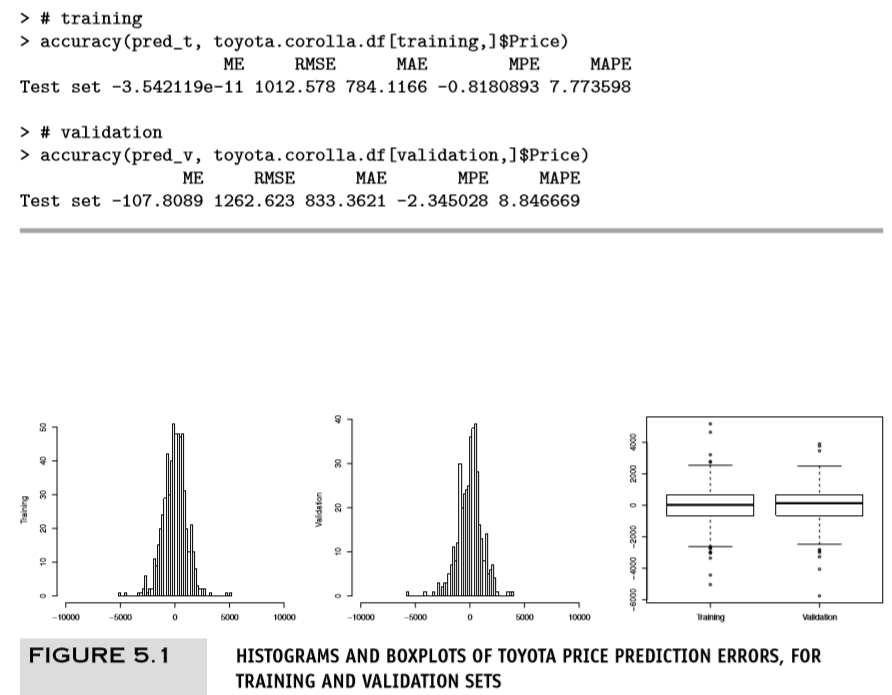 > # training
> accuracy(pred_t, toyota.corolla.df[training,]$Price)
ME RMSE MAE MPE MAPE
Test set -3.542119e-11 1012.578 784.1166 -0.8180893 7.773598
> # validation
> accuracy(pred_v, toyota.corolla.df[validation,]$Price)
ME RMSE MAE MPE MAPE
Test set -107.8089 1262.623 833.3621 -2.345028 8.846669
Training
50
40
30
20
10
0
-10000 -5000 0 5000 10000
Validation
40
30
20
10
0
-10000 -5000 0 5000 10000
4000
2000
0
-2000
-4000
-6000
Training Validation
FIGURE 5.1 HISTOGRAMS AND BOXPLOTS OF TOYOTA PRICE PREDICTION ERRORS, FOR
TRAINING AND VALIDATION SETS